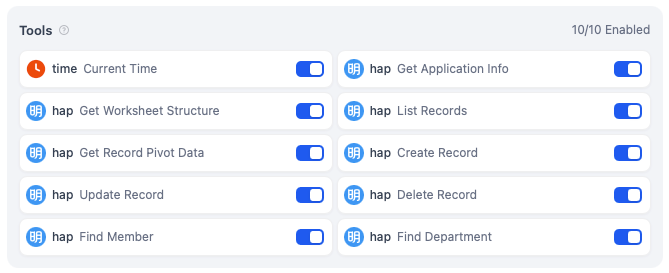 Tools 10/10 Enabled
time Current Time
明 hap Get Application Info
明 hap Get Worksheet Structure
明 hap List Records
明 hap Get Record Pivot Data
明 hap Create Record
明 hap Update Record
明 hap Delete Record
明 hap Find Member
明 hap Find Department